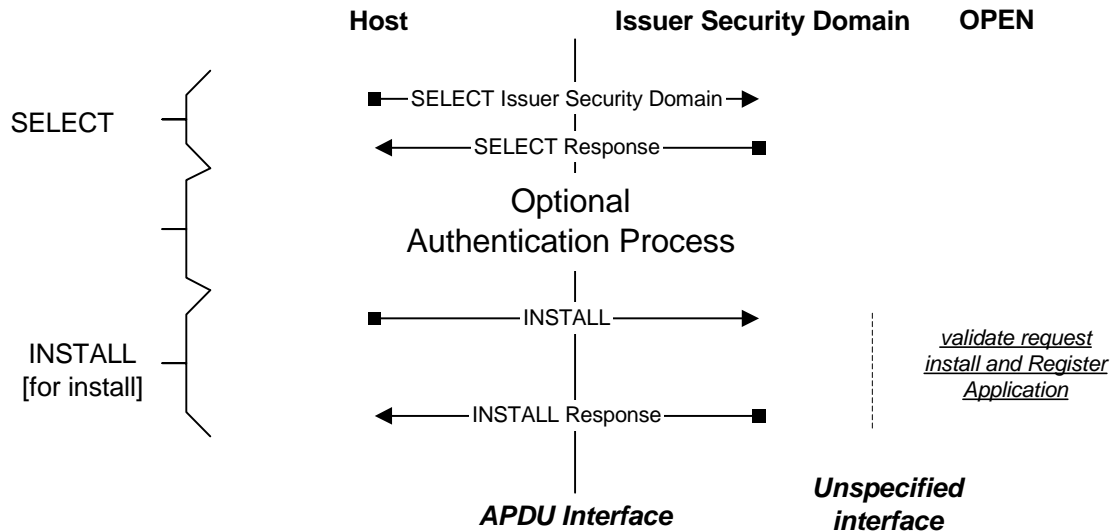 Host
Issuer Security Domain
OPEN
SELECT
SELECT Issuer Security Domain
SELECT Response
Optional
Authentication Process
INSTALL
[for install]
INSTALL
validate request
install and Register
Application
INSTALL Response
APDU Interface
Unspecified
interface